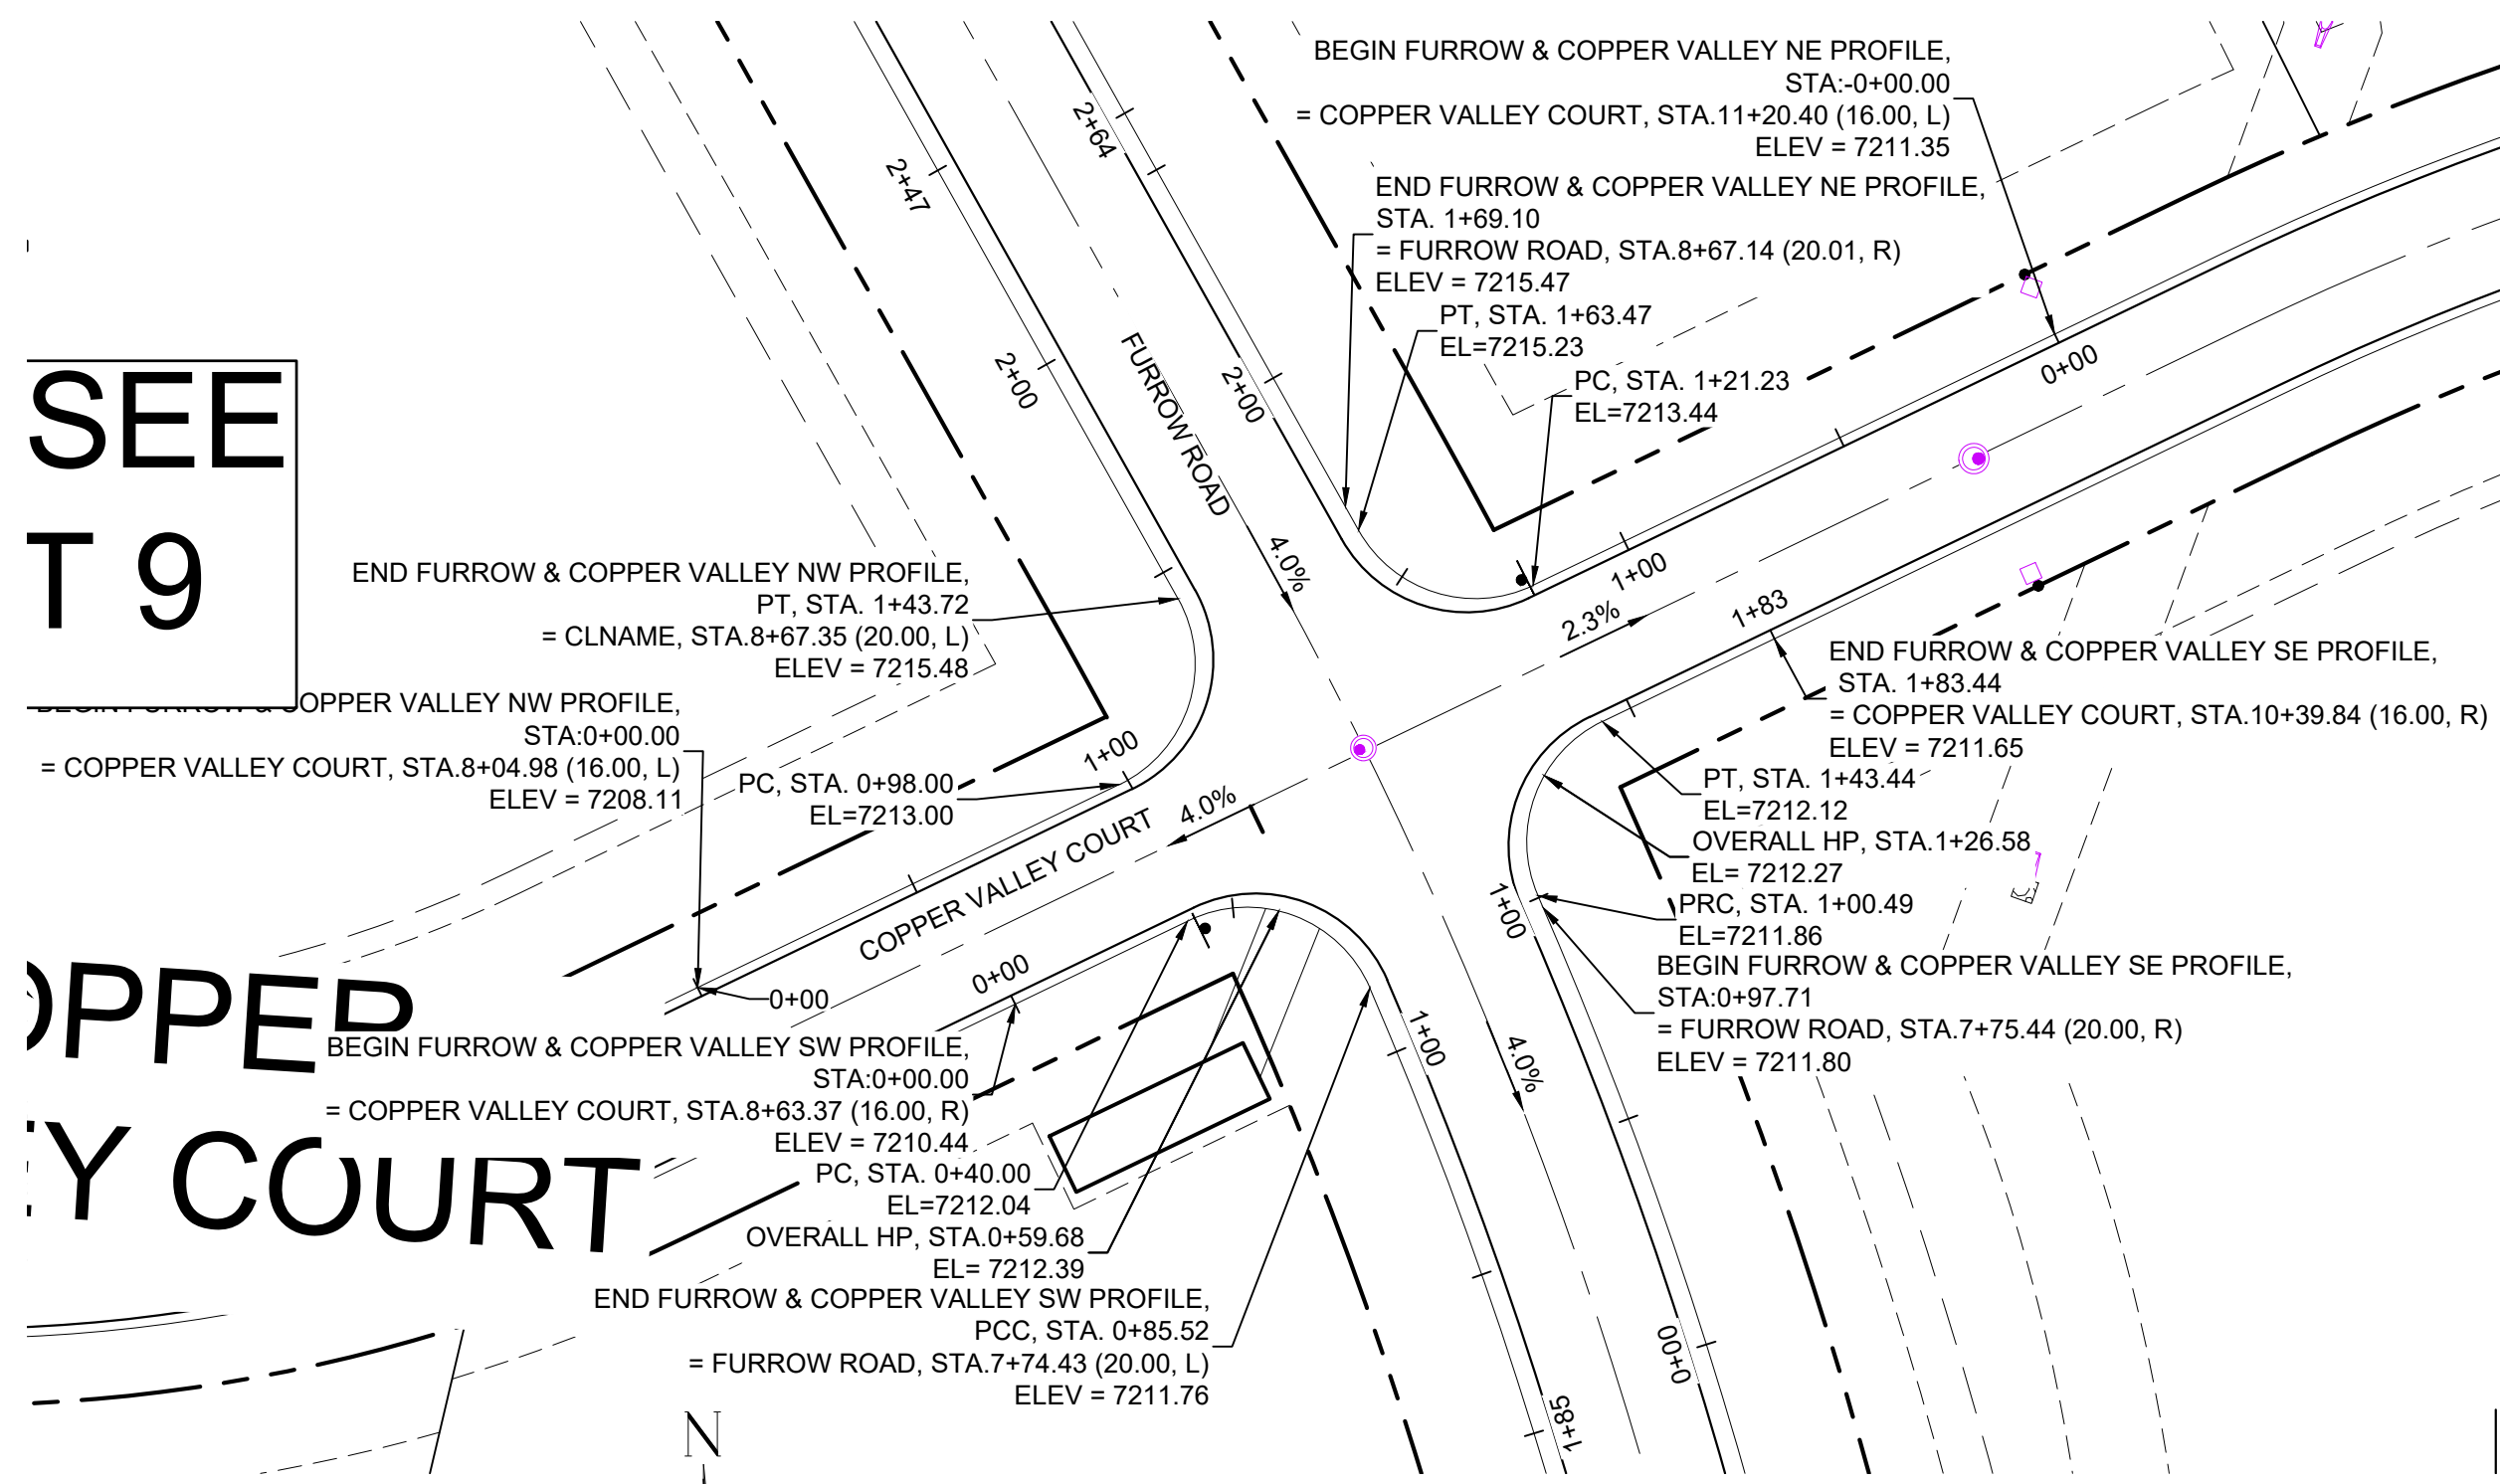 BEGIN FURROW & COPPER VALLEY NE PROFILE,
STA:-0+00.00
= COPPER VALLEY COURT, STA.11+20.40 (16.00, L)
ELEV = 7211.35
END FURROW & COPPER VALLEY NE PROFILE,
STA. 1+69.10
= FURROW ROAD, STA.8+67.14 (20.01, R)
ELEV = 7215.47
PT, STA. 1+63.47
EL=7215.23
PC, STA. 1+21.23
EL=7213.44
2+64
2+47
2+00
2+00
0+00
1+00
FURROW ROAD
4.0%
2.3%
1+83
SEE
T 9
END FURROW & COPPER VALLEY NW PROFILE,
PT, STA. 1+43.72
= CLNAME, STA.8+67.35 (20.00, L)
ELEV = 7215.48
BEGIN FURROW & COPPER VALLEY NW PROFILE,
STA:0+00.00
= COPPER VALLEY COURT, STA.8+04.98 (16.00, L)
ELEV = 7208.11
PC, STA. 0+98.00
EL=7213.00
1+00
4.0%
COPPER VALLEY COURT
0+00
0+00
END FURROW & COPPER VALLEY SE PROFILE,
STA. 1+83.44
= COPPER VALLEY COURT, STA.10+39.84 (16.00, R)
ELEV = 7211.65
PT, STA. 1+43.44
EL=7212.12
OVERALL HP, STA.1+26.58
EL= 7212.27
PRC, STA. 1+00.49
EL=7211.86
BEGIN FURROW & COPPER VALLEY SE PROFILE,
STA:0+97.71
= FURROW ROAD, STA.7+75.44 (20.00, R)
ELEV = 7211.80
1+00
1+00
4.0%
0+00
1+85
OPPER
EY COURT
BEGIN FURROW & COPPER VALLEY SW PROFILE,
STA:0+00.00
= COPPER VALLEY COURT, STA.8+63.37 (16.00, R)
ELEV = 7210.44
PC, STA. 0+40.00
EL=7212.04
OVERALL HP, STA.0+59.68
EL= 7212.39
END FURROW & COPPER VALLEY SW PROFILE,
PCC, STA. 0+85.52
= FURROW ROAD, STA.7+74.43 (20.00, L)
ELEV = 7211.76
N